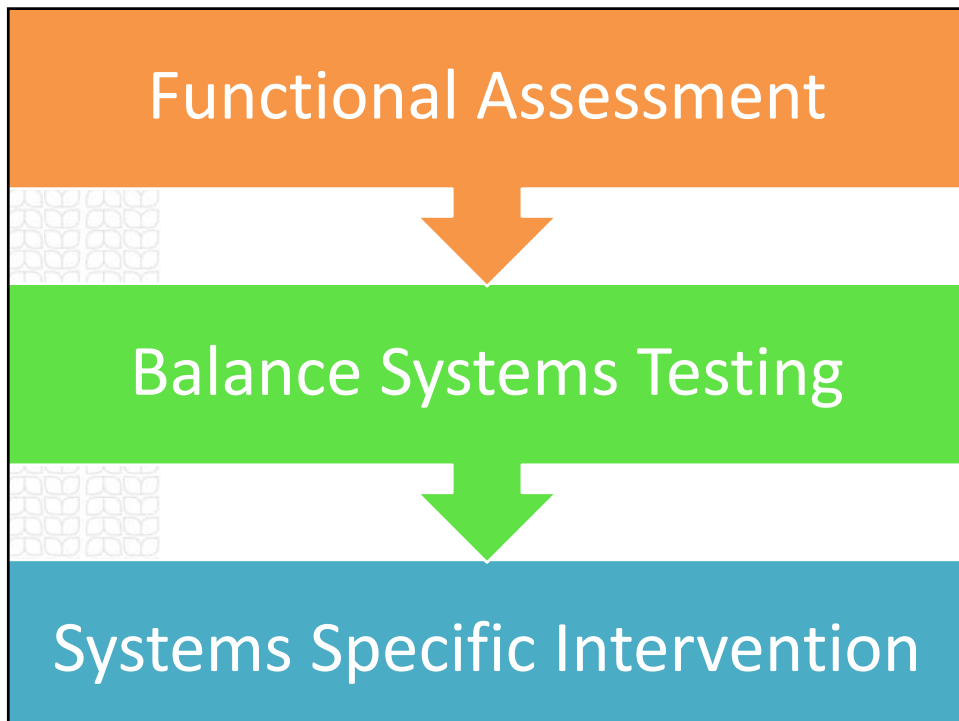 Functional Assessment
Balance Systems Testing
Systems Specific Intervention